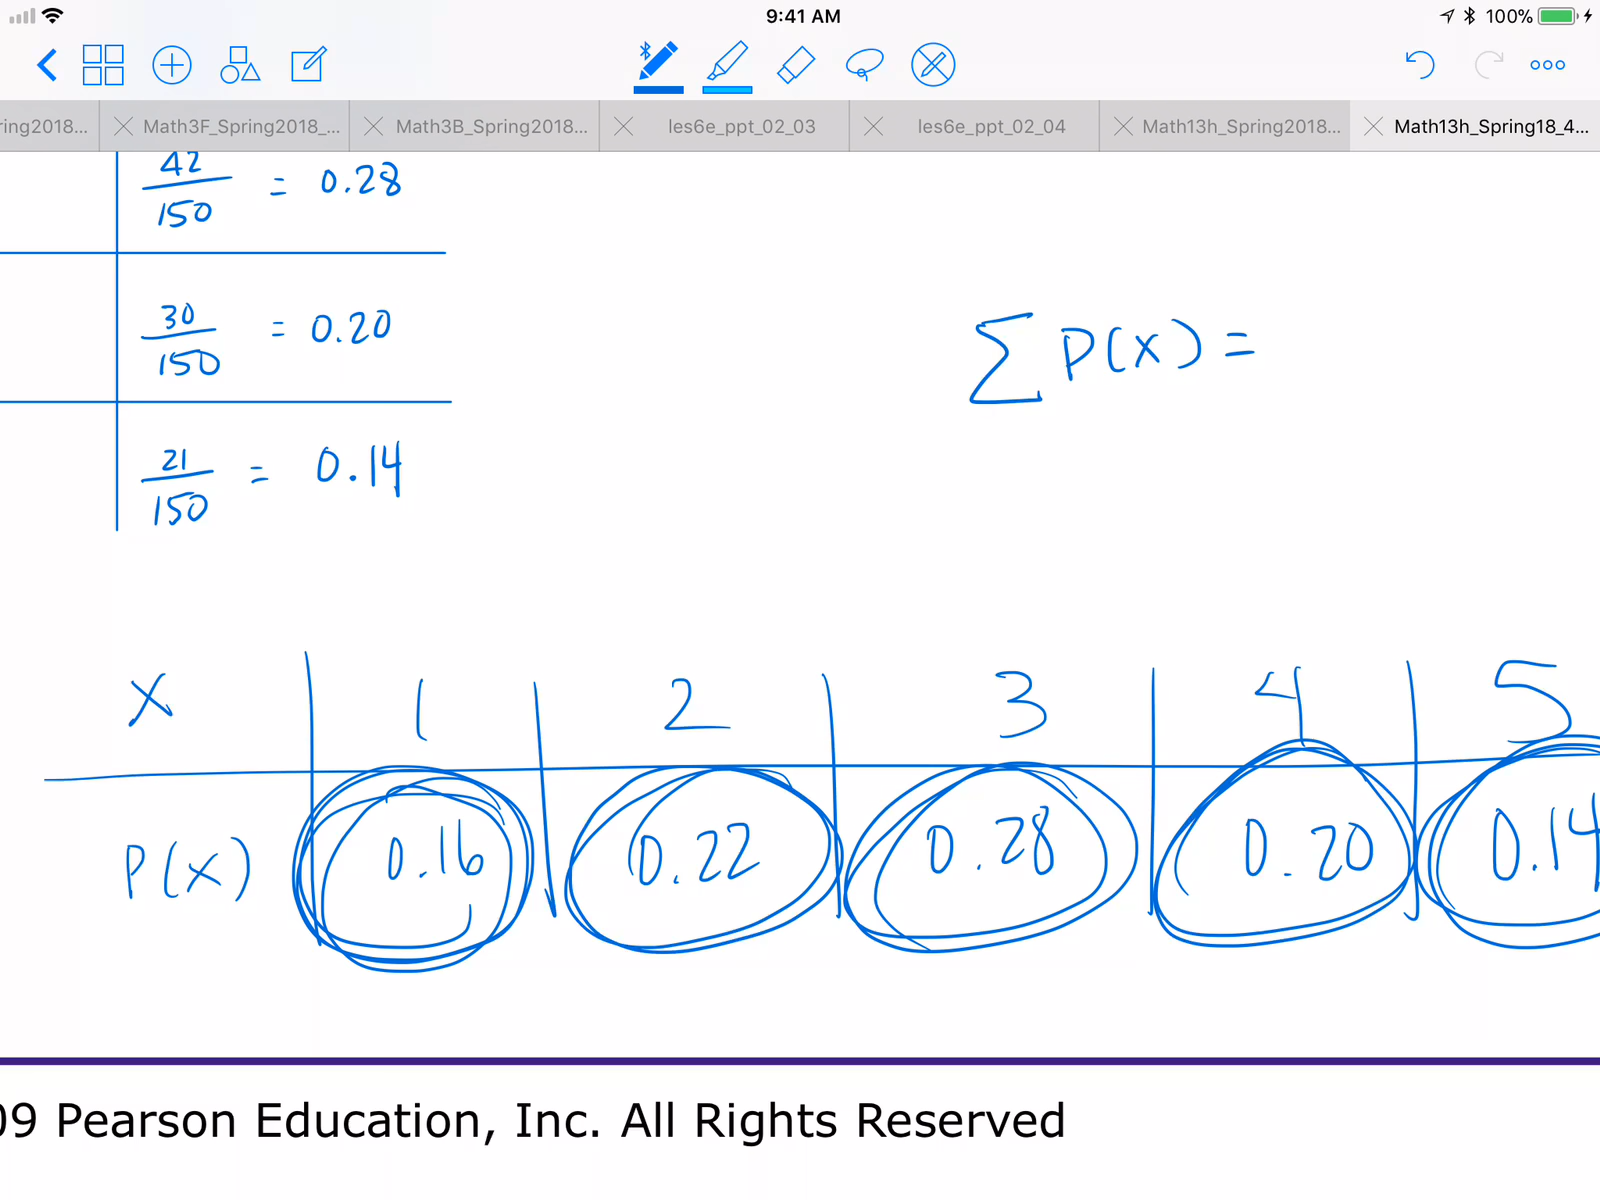 9:41 AM
100%
ring2018...
Math3F_Spring2018_...
Math3B_Spring2018...
les6e_ppt_02_03
les6e_ppt_02_04
Math13h_Spring2018...
Math13h_Spring18_4...
42/150 = 0.28
30/150 = 0.20
∑ P(x) =
21/150 = 0.14
x 1 2 3 4 5
P(x) 0.16 0.22 0.28 0.20 0.14
09 Pearson Education, Inc. All Rights Reserved